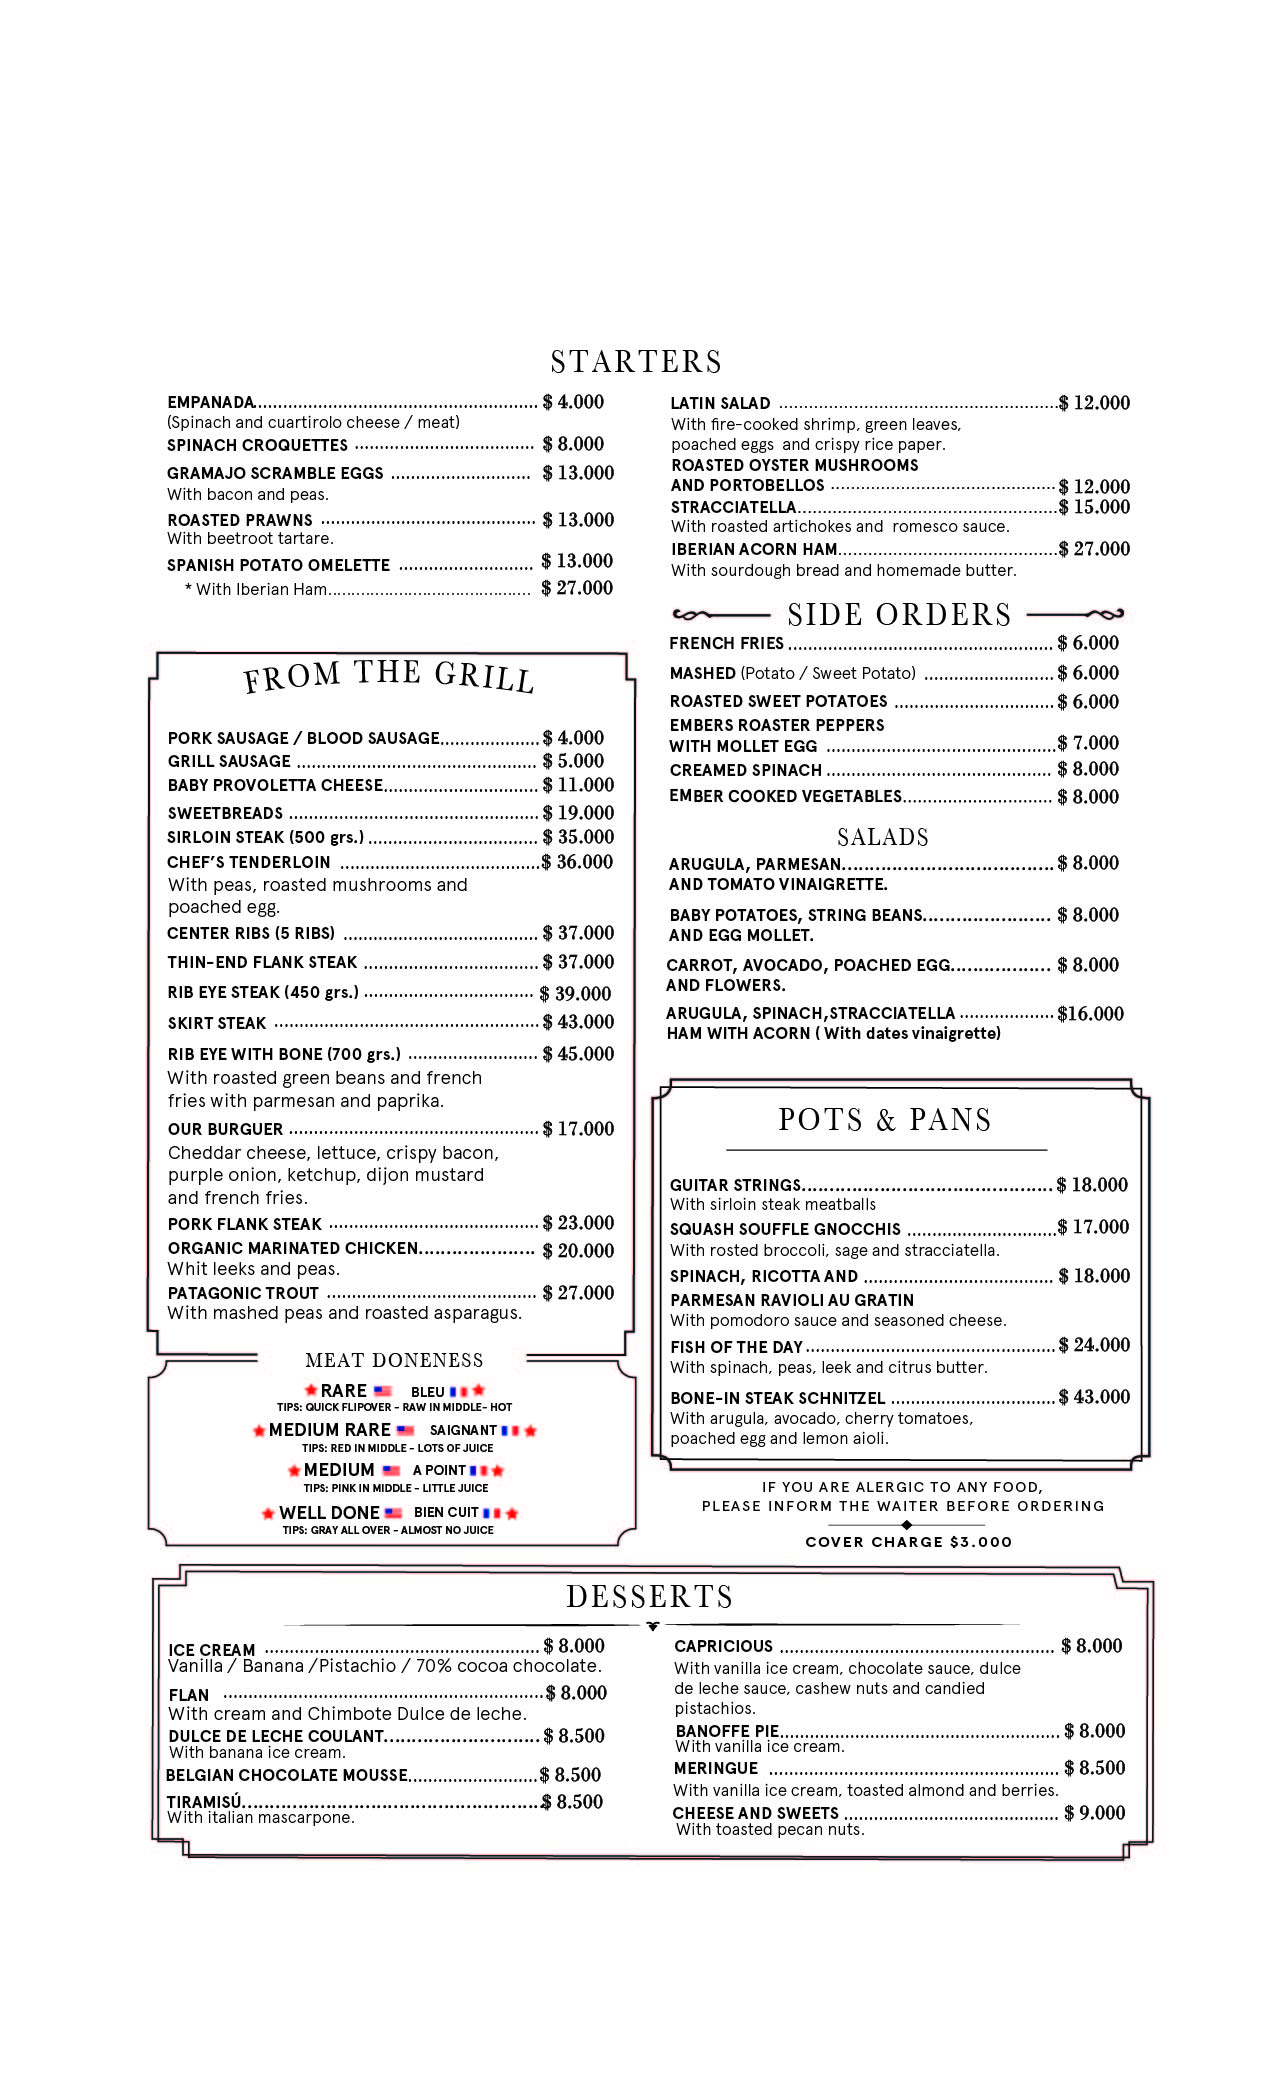 STARTERS
EMPANADA.................................................... $ 4.000
(Spinach and cuartirolo cheese / meat)
SPINACH CROQUETTES .................................... $ 8.000
GRAMAJO SCRAMBLE EGGS ............................ $ 13.000
With bacon and peas.
ROASTED PRAWNS ........................................... $ 13.000
With beetroot tartare.
SPANISH POTATO OMELETTE ........................... $ 13.000
* With Iberian Ham........................................... $ 27.000
LATIN SALAD ........................................................$ 12.000
With fire-cooked shrimp, green leaves,
poached eggs and crispy rice paper.
ROASTED OYSTER MUSHROOMS
AND PORTOBELLOS .............................................$ 12.000
STRACCIATELLA....................................................$ 15.000
With roasted artichokes and romesco sauce.
IBERIAN ACORN HAM............................................$ 27.000
With sourdough bread and homemade butter.
SIDE ORDERS
FRENCH FRIES ..................................................... $ 6.000
MASHED (Potato / Sweet Potato) .......................... $ 6.000
ROASTED SWEET POTATOES ................................ $ 6.000
EMBERS ROASTER PEPPERS
WITH MOLLET EGG ..............................................$ 7.000
CREAMED SPINACH ............................................. $ 8.000
EMBER COOKED VEGETABLES.............................. $ 8.000
FROM THE GRILL
PORK SAUSAGE / BLOOD SAUSAGE.................... $ 4.000
GRILL SAUSAGE ................................................ $ 5.000
BABY PROVOLETTA CHEESE............................... $ 11.000
SWEETBREADS .................................................. $ 19.000
SIRLOIN STEAK (500 grs.) .................................. $ 35.000
CHEF’S TENDERLOIN ........................................$ 36.000
With peas, roasted mushrooms and
poached egg.
CENTER RIBS (5 RIBS) ....................................... $ 37.000
THIN-END FLANK STEAK ................................... $ 37.000
RIB EYE STEAK (450 grs.) .................................. $ 39.000
SKIRT STEAK ..................................................... $ 43.000
RIB EYE WITH BONE (700 grs.) .......................... $ 45.000
With roasted green beans and french
fries with parmesan and paprika.
OUR BURGUER .................................................. $ 17.000
Cheddar cheese, lettuce, crispy bacon,
purple onion, ketchup, dijon mustard
and french fries.
PORK FLANK STEAK .......................................... $ 23.000
ORGANIC MARINATED CHICKEN..................... $ 20.000
Whit leeks and peas.
PATAGONIC TROUT .......................................... $ 27.000
With mashed peas and roasted asparagus.
SALADS
ARUGULA, PARMESAN................................... $ 8.000
AND TOMATO VINAIGRETTE.
BABY POTATOES, STRING BEANS...................... $ 8.000
AND EGG MOLLET.
CARROT, AVOCADO, POACHED EGG................. $ 8.000
AND FLOWERS.
ARUGULA, SPINACH,STRACCIATELLA ...................$16.000
HAM WITH ACORN ( With dates vinaigrette)
POTS & PANS
GUITAR STRINGS.......................................... $ 18.000
With sirloin steak meatballs
SQUASH SOUFFLE GNOCCHIS ..............................$ 17.000
With rosted broccoli, sage and stracciatella.
SPINACH, RICOTTA AND ...................................... $ 18.000
PARMESAN RAVIOLI AU GRATIN
With pomodoro sauce and seasoned cheese.
FISH OF THE DAY .................................................. $ 24.000
With spinach, peas, leek and citrus butter.
BONE-IN STEAK SCHNITZEL ................................. $ 43.000
With arugula, avocado, cherry tomatoes,
poached egg and lemon aioli.
MEAT DONENESS
RARE BLEU
TIPS: QUICK FLIPOVER - RAW IN MIDDLE- HOT
MEDIUM RARE SAIGNANT
TIPS: RED IN MIDDLE - LOTS OF JUICE
MEDIUM A POINT
TIPS: PINK IN MIDDLE - LITTLE JUICE
WELL DONE BIEN CUIT
TIPS: GRAY ALL OVER - ALMOST NO JUICE
IF YOU ARE ALERGIC TO ANY FOOD,
PLEASE INFORM THE WAITER BEFORE ORDERING
COVER CHARGE $3.000
DESSERTS
ICE CREAM ....................................................... $ 8.000
Vanilla / Banana /Pistachio / 70% cocoa chocolate.
FLAN ................................................................$ 8.000
With cream and Chimbote Dulce de leche.
DULCE DE LECHE COULANT........................... $ 8.500
With banana ice cream.
BELGIAN CHOCOLATE MOUSSE..........................$ 8.500
TIRAMISÚ....................................................$ 8.500
With italian mascarpone.
CAPRICIOUS ....................................................... $ 8.000
With vanilla ice cream, chocolate sauce, dulce
de leche sauce, cashew nuts and candied
pistachios.
BANOFFE PIE........................................................ $ 8.000
With vanilla ice cream.
MERINGUE .......................................................... $ 8.500
With vanilla ice cream, toasted almond and berries.
CHEESE AND SWEETS ........................................... $ 9.000
With toasted pecan nuts.